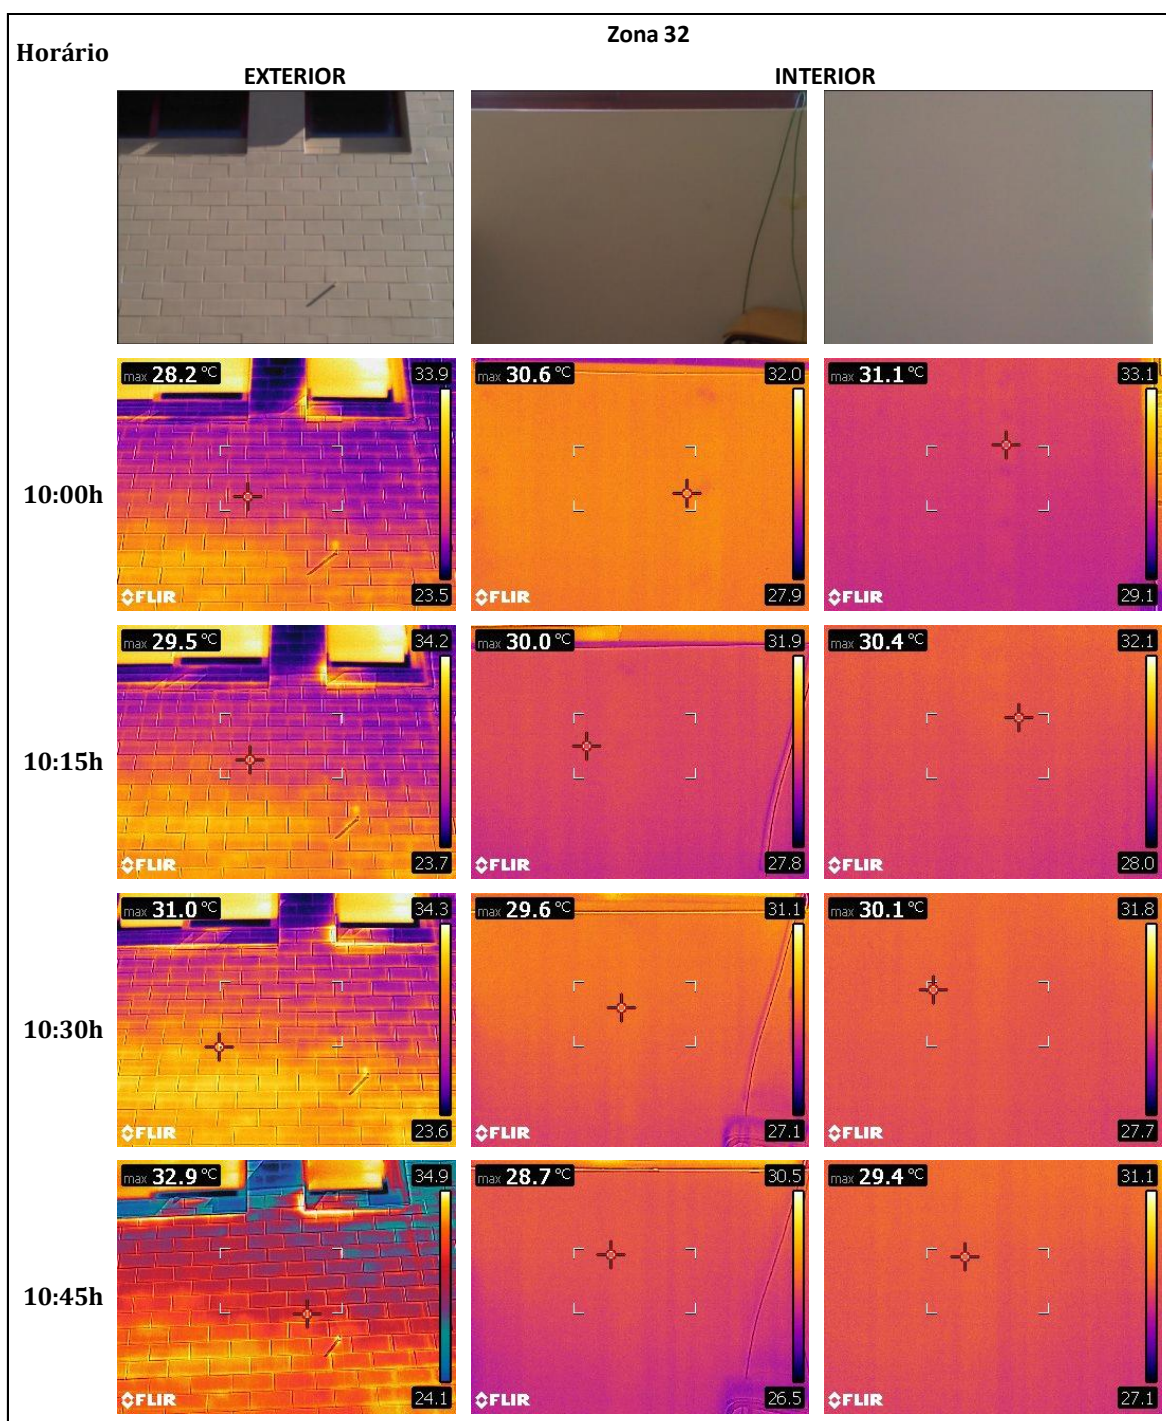 Zona 32
Horário
EXTERIOR
INTERIOR
max 28.2 °C 33.9
max 30.6 °C 32.0
max 31.1 °C 33.1
10:00h
FLIR 23.5
FLIR 27.9
FLIR 29.1
max 29.5 °C 34.2
max 30.0 °C 31.9
max 30.4 °C 32.1
10:15h
FLIR 23.7
FLIR 27.8
FLIR 28.0
max 31.0 °C 34.3
max 29.6 °C 31.1
max 30.1 °C 31.8
10:30h
FLIR 23.6
FLIR 27.1
FLIR 27.7
max 32.9 °C 34.9
max 28.7 °C 30.5
max 29.4 °C 31.1
10:45h
FLIR 24.1
FLIR 26.5
FLIR 27.1